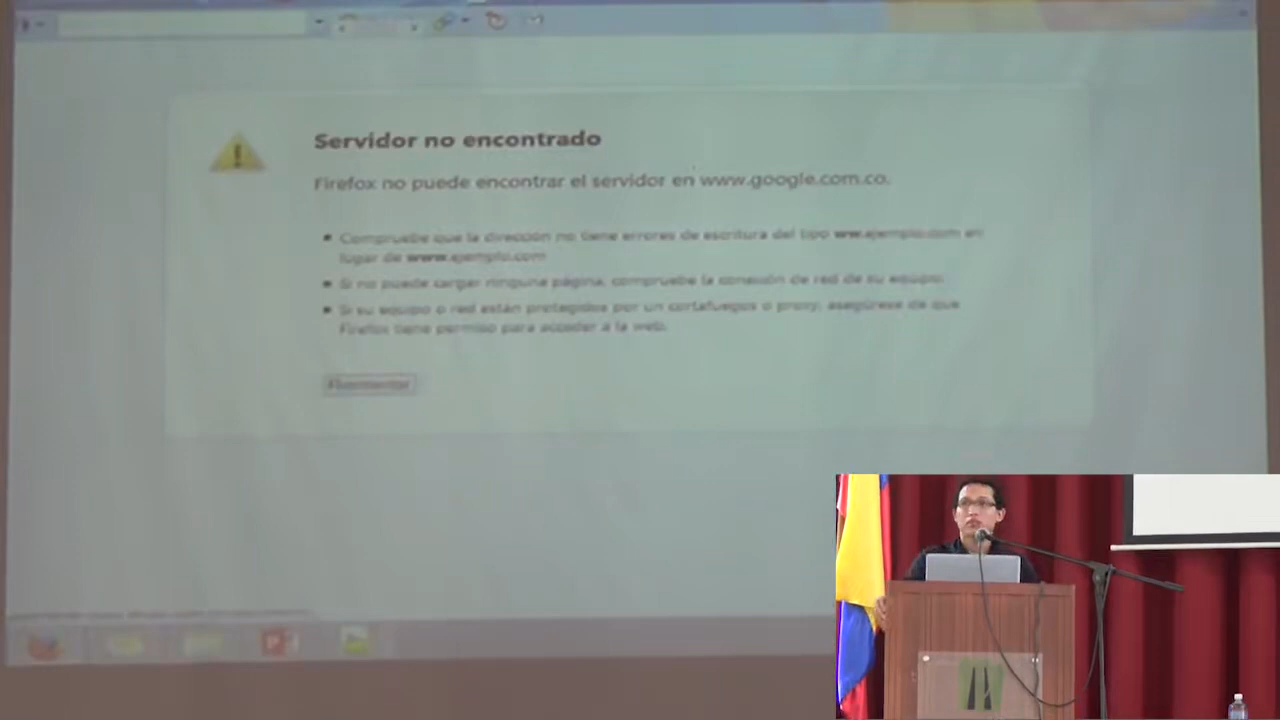 Servidor no encontrado
Firefox no puede encontrar el servidor en www.google.com.co.
Compruebe que la dirección no tiene errores de escritura del tipo ww.ejemplo.com en
lugar de www.ejemplo.com
Si no puede cargar ninguna página, compruebe la conexión de red de su equipo.
Si su equipo o red están protegidos por un cortafuegos o proxy, asegúrese de que
Firefox tiene permiso para acceder a la web.
Reintentar